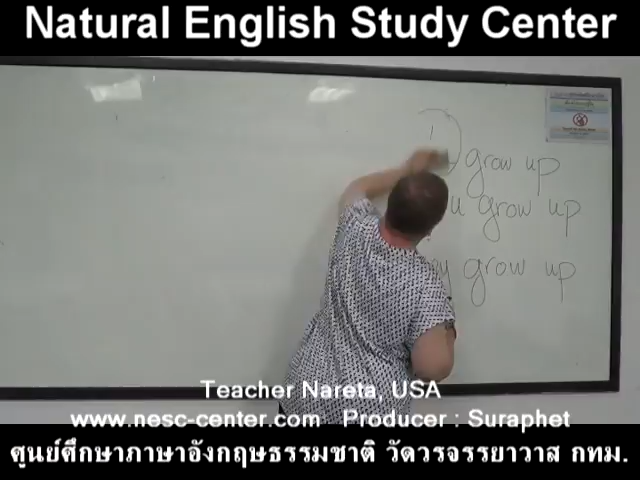 Natural English Study Center
grow up
u grow up
ey grow up
Teacher Nareta, USA
www.nesc-center.com Producer : Suraphet
ศูนย์ศึกษาภาษาอังกฤษธรรมชาติ วัดวรจรรยาวาส กทม.